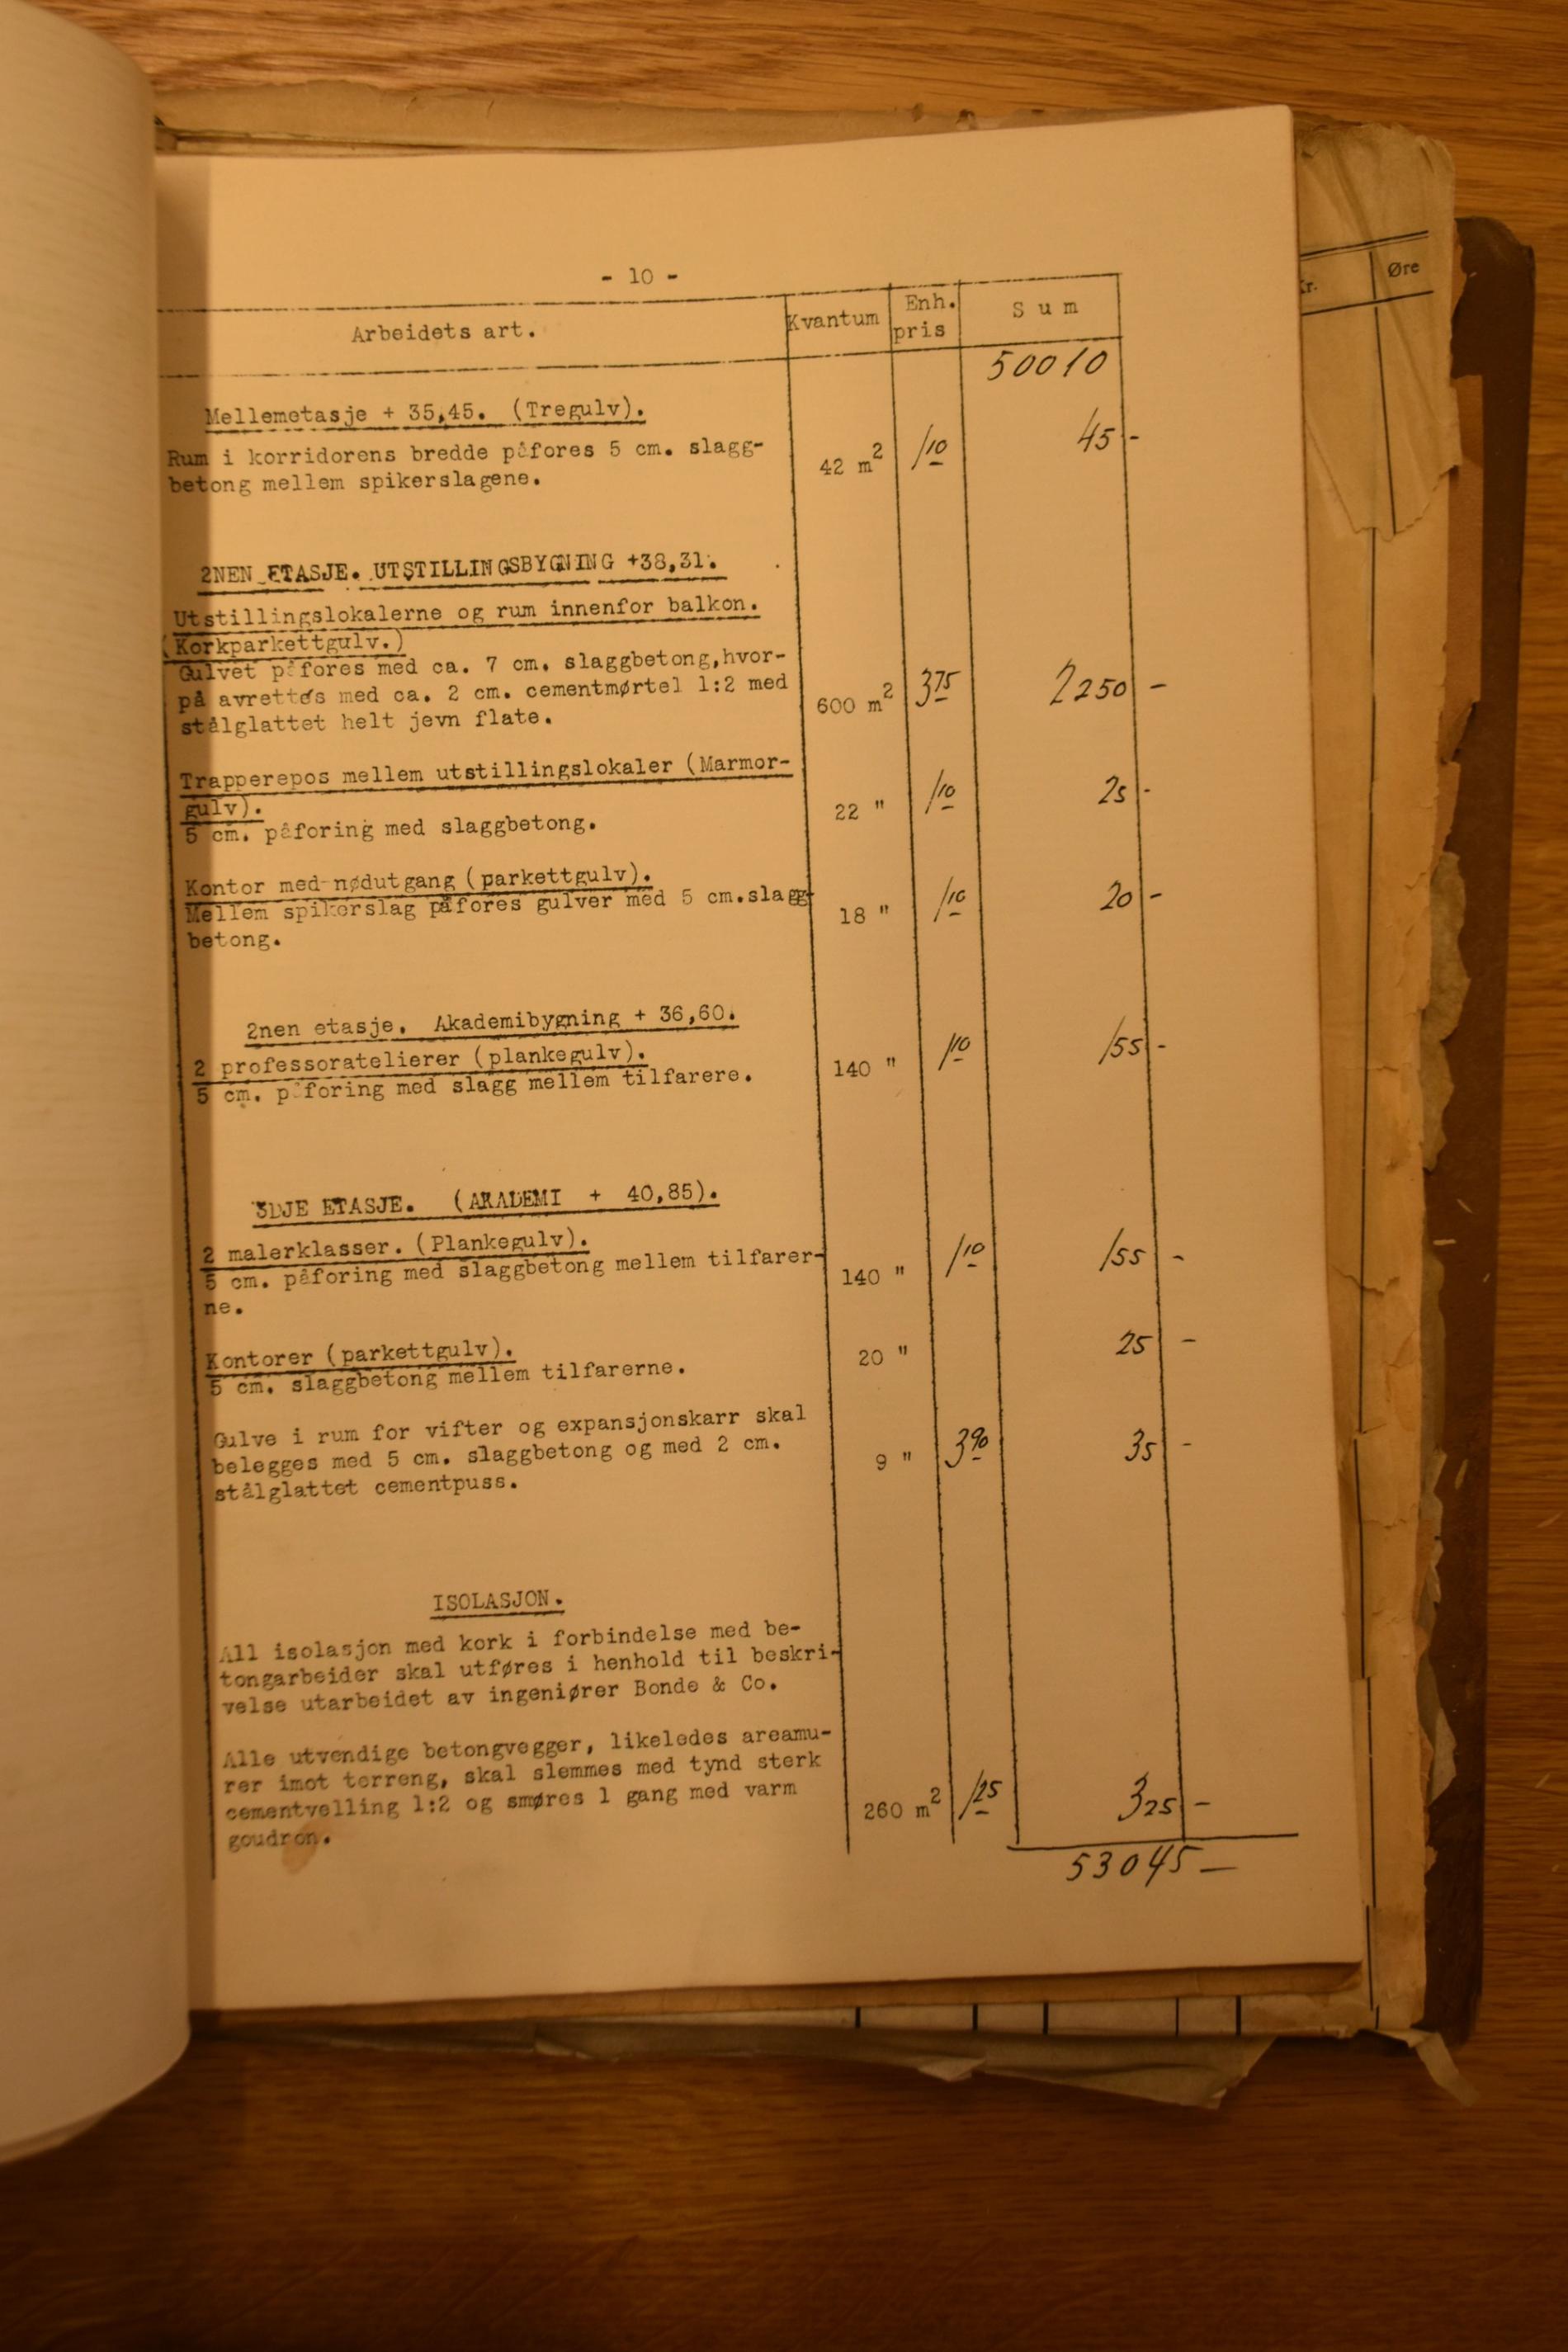 - 10 -
Arbeidets art. Kvantum Enh. pris Sum
50010
Mellemetasje + 35,45. (Tregulv).
Rum i korridorens bredde påfores 5 cm. slagg-
betong mellem spikerslagene. 42 m2 1 10 45 -
2NEN ETASJE. UTSTILLINGSBYGNING +38,31.
Utstillingslokalerne og rum innenfor balkon.
(Korkparkettgulv.)
Gulvet påfores med ca. 7 cm. slaggbetong,hvor-
på avrettes med ca. 2 cm. cementmørtel 1:2 med
stålglattet helt jevn flate. 600 m2 3 75 2250 -
Trapperepos mellem utstillingslokaler (Marmor-
gulv).
5 cm. påforing med slaggbetong. 22 " 1 10 25 -
Kontor med nødutgang (parkettgulv).
Mellem spikerslag påfores gulver med 5 cm.slagg-
betong. 18 " 1 10 20 -
2nen etasje. Akademibygning + 36,60.
2 professoratelierer (plankegulv).
5 cm. påforing med slagg mellem tilfarere. 140 " 1 10 155 -
3DJE ETASJE. (AKADEMI + 40,85).
2 malerklasser. (Plankegulv).
5 cm. påforing med slaggbetong mellem tilfarer-
ne. 140 " 1 10 155 -
Kontorer (parkettgulv).
5 cm. slaggbetong mellem tilfarerne. 20 " 25 -
Gulve i rum for vifter og expansjonskarr skal
belegges med 5 cm. slaggbetong og med 2 cm.
stålglattet cementpuss. 9 " 3 90 35 -
ISOLASJON.
All isolasjon med kork i forbindelse med be-
tongarbeider skal utføres i henhold til beskri-
velse utarbeidet av ingeniører Bonde & Co.
Alle utvendige betongvegger, likeledes areamu-
rer imot terreng, skal slemmes med tynd sterk
cementvelling 1:2 og smøres 1 gang med varm
goudron. 260 m2 1 25 325 -
53045 -
Kr. Øre